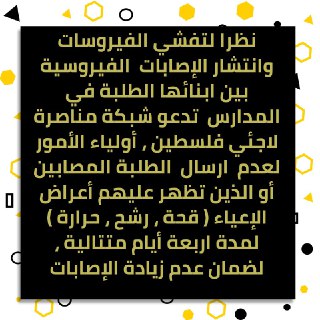 نظرا لتفشي الفيروسات
وانتشار الإصابات الفيروسية
بين ابنائها الطلبة في
المدارس تدعو شبكة مناصرة
لاجئي فلسطين , أولياء الأمور
لعدم ارسال الطلبة المصابين
أو الذين تظهر عليهم أعراض
الإعياء ( قحة , رشح , حرارة )
لمدة اربعة أيام متتالية ,
لضمان عدم زيادة الإصابات